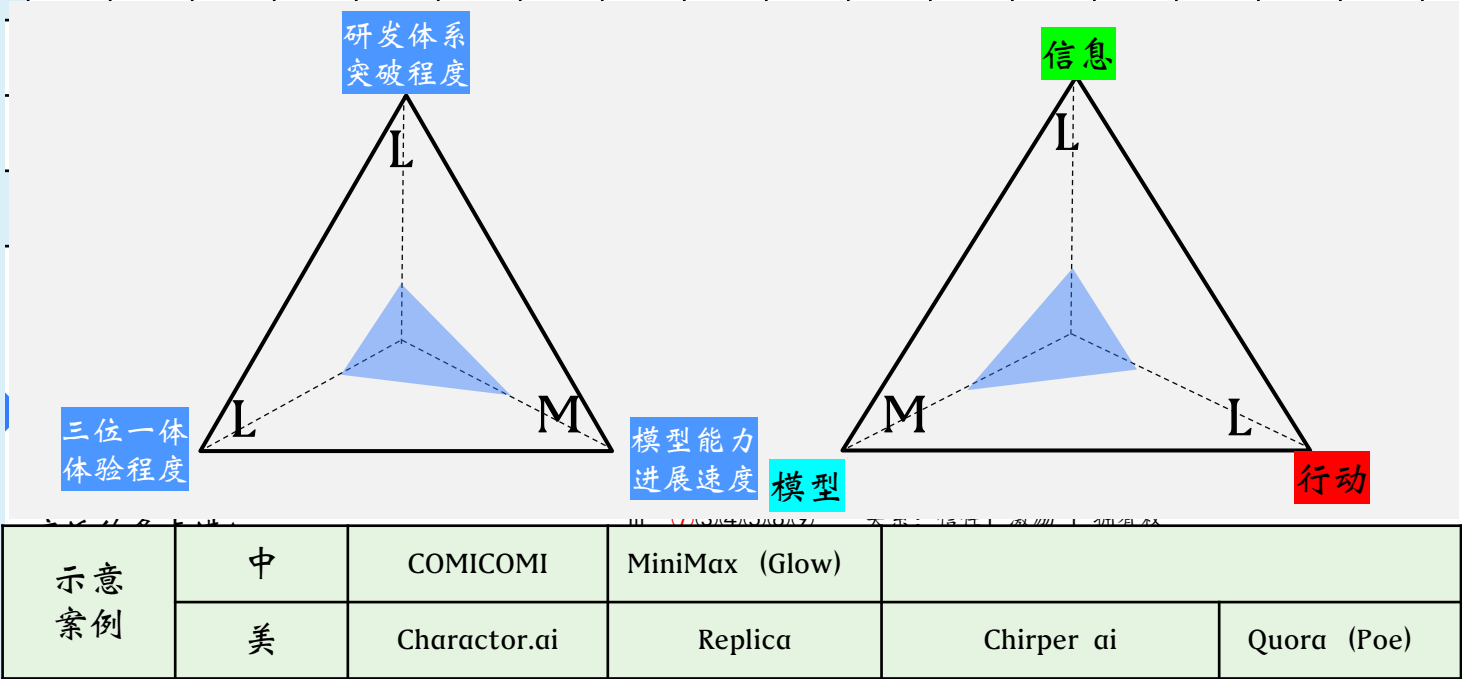 研发体系
突破程度
L
三位一体
体验程度
L
M
模型能力
进展速度
信息
L
模型
M
L
行动
示意
案例
中
COMICOMI
MiniMax (Glow)
美
Charactor.ai
Replica
Chirper ai
Quora (Poe)